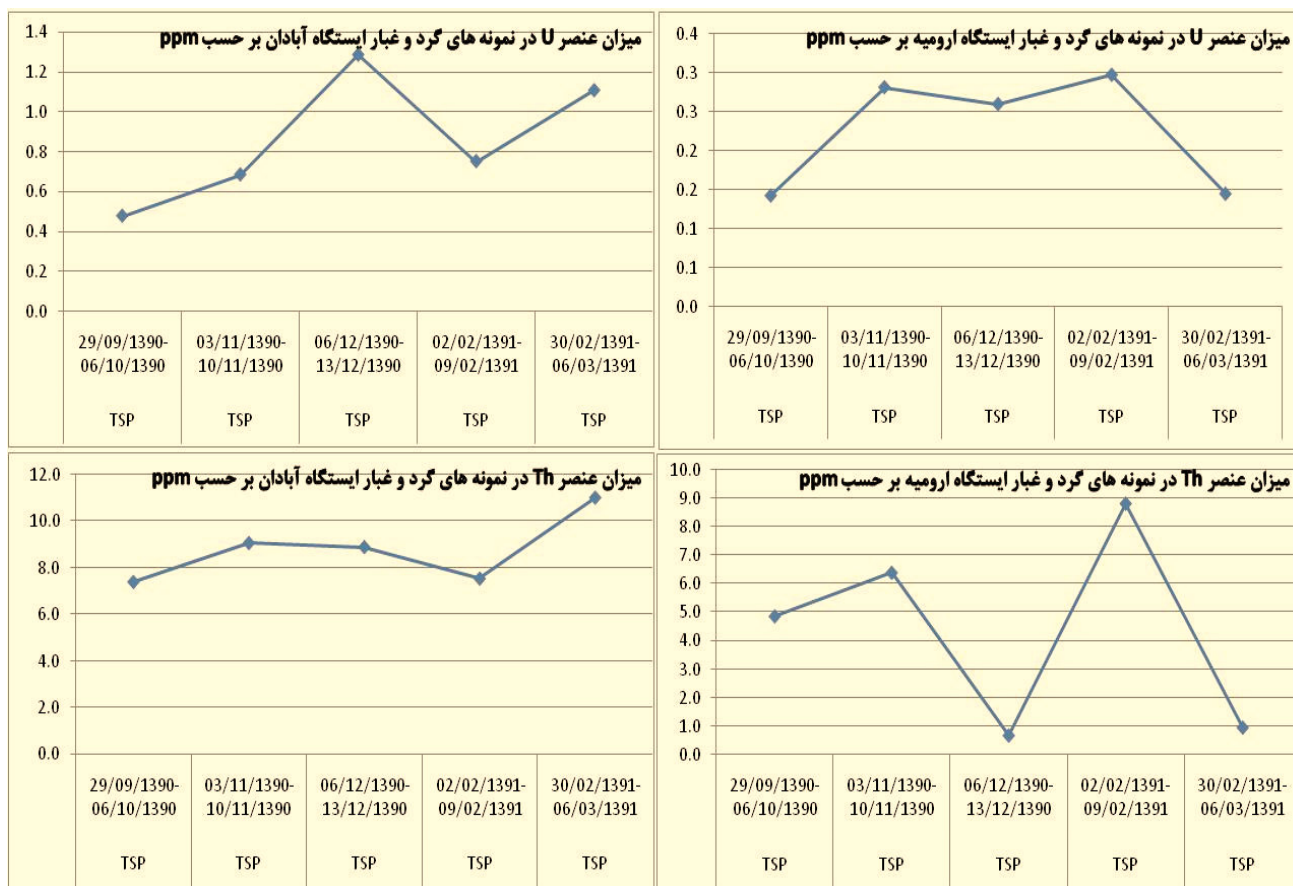 میزان عنصر U در نمونه های گرد و غبار ایستگاه آبادان بر حسب ppm
1.4
1.2
1.0
0.8
0.6
0.4
0.2
0.0
29/09/1390- 03/11/1390- 06/12/1390- 02/02/1391- 30/02/1391-
06/10/1390 10/11/1390 13/12/1390 09/02/1391 06/03/1391
TSP TSP TSP TSP TSP
میزان عنصر U در نمونه های گرد و غبار ایستگاه ارومیه بر حسب ppm
0.4
0.3
0.3
0.2
0.2
0.1
0.1
0.0
29/09/1390- 03/11/1390- 06/12/1390- 02/02/1391- 30/02/1391-
06/10/1390 10/11/1390 13/12/1390 09/02/1391 06/03/1391
TSP TSP TSP TSP TSP
میزان عنصر Th در نمونه های گرد و غبار ایستگاه آبادان بر حسب ppm
12.0
10.0
8.0
6.0
4.0
2.0
0.0
29/09/1390- 03/11/1390- 06/12/1390- 02/02/1391- 30/02/1391-
06/10/1390 10/11/1390 13/12/1390 09/02/1391 06/03/1391
TSP TSP TSP TSP TSP
میزان عنصر Th در نمونه های گرد و غبار ایستگاه ارومیه بر حسب ppm
10.0
9.0
8.0
7.0
6.0
5.0
4.0
3.0
2.0
1.0
0.0
29/09/1390- 03/11/1390- 06/12/1390- 02/02/1391- 30/02/1391-
06/10/1390 10/11/1390 13/12/1390 09/02/1391 06/03/1391
TSP TSP TSP TSP TSP